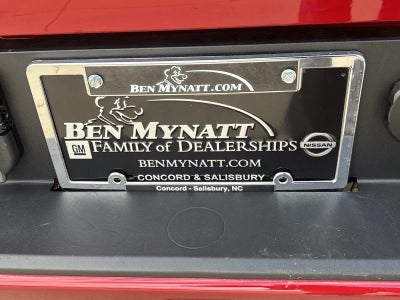 BEN MYNATT.COM
BEN MYNATT
GM FAMILY of DEALERSHIPS NISSAN
BENMYNATT.COM
CONCORD & SALISBURY
Concord - Salisbury, NC